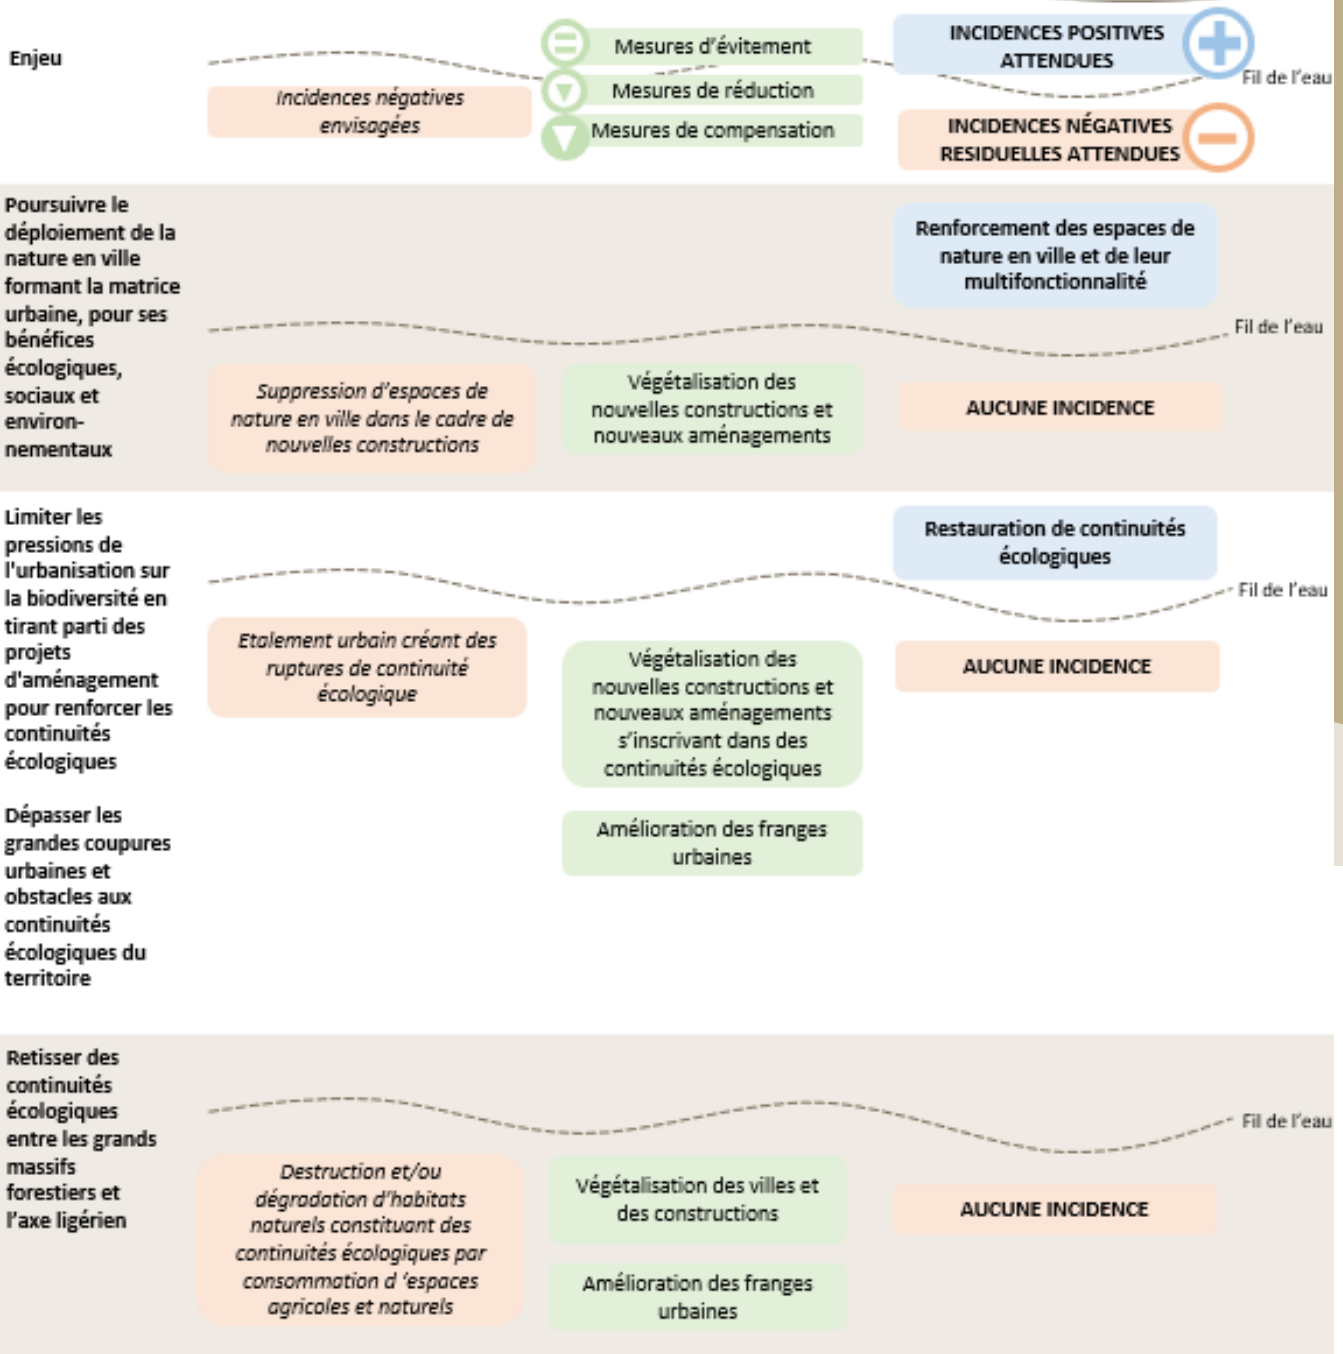 Enjeu
Incidences négatives
envisagées
Mesures d'évitement
Mesures de réduction
Mesures de compensation
INCIDENCES POSITIVES
ATTENDUES
Fil de l'eau
INCIDENCES NÉGATIVES
RESIDUELLES ATTENDUES
Poursuivre le
déploiement de la
nature en ville
formant la matrice
urbaine, pour ses
bénéfices
écologiques,
sociaux et
environ-
nementaux
Suppression d'espaces de
nature en ville dans le cadre de
nouvelles constructions
Végétalisation des
nouvelles constructions et
nouveaux aménagements
Renforcement des espaces de
nature en ville et de leur
multifonctionnalité
Fil de l'eau
AUCUNE INCIDENCE
Limiter les
pressions de
l'urbanisation sur
la biodiversité en
tirant parti des
projets
d'aménagement
pour renforcer les
continuités
écologiques
Dépasser les
grandes coupures
urbaines et
obstacles aux
continuités
écologiques du
territoire
Etalement urbain créant des
ruptures de continuité
écologique
Végétalisation des
nouvelles constructions et
nouveaux aménagements
s'inscrivant dans des
continuités écologiques
Amélioration des franges
urbaines
Restauration de continuités
écologiques
Fil de l'eau
AUCUNE INCIDENCE
Retisser des
continuités
écologiques
entre les grands
massifs
forestiers et
l'axe ligérien
Destruction et/ou
dégradation d'habitats
naturels constituant des
continuités écologiques par
consommation d 'espaces
agricoles et naturels
Végétalisation des villes et
des constructions
Amélioration des franges
urbaines
Fil de l'eau
AUCUNE INCIDENCE